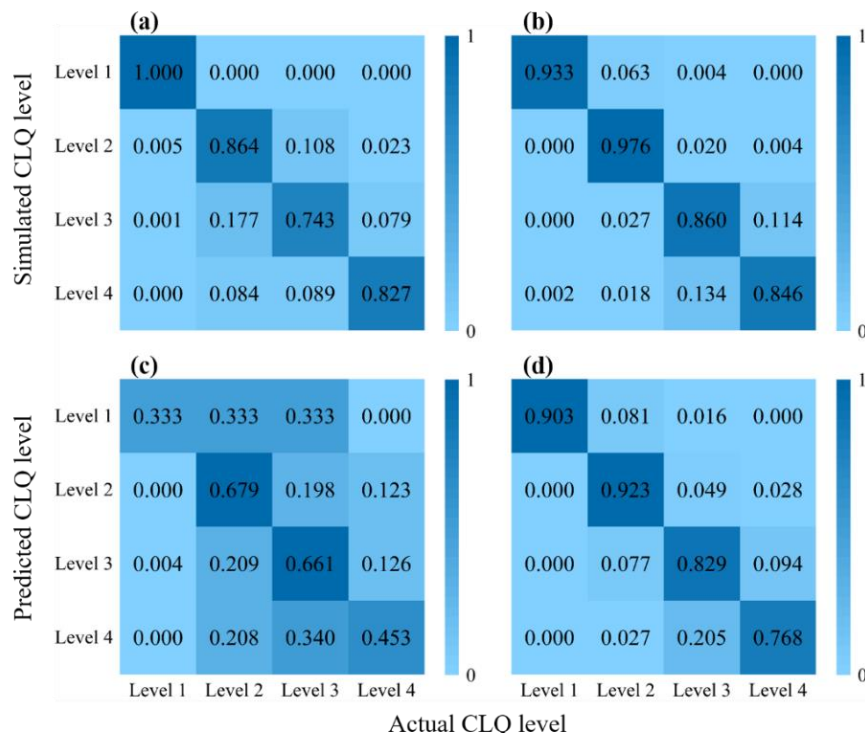 (a) (b)
Simulated CLQ level
Level 1 1.000 0.000 0.000 0.000 1 0.933 0.063 0.004 0.000 1
Level 2 0.005 0.864 0.108 0.023 0.000 0.976 0.020 0.004
Level 3 0.001 0.177 0.743 0.079 0.000 0.027 0.860 0.114
Level 4 0.000 0.084 0.089 0.827 0 0.002 0.018 0.134 0.846 0
(c) (d)
Predicted CLQ level
Level 1 0.333 0.333 0.333 0.000 1 0.903 0.081 0.016 0.000 1
Level 2 0.000 0.679 0.198 0.123 0.000 0.923 0.049 0.028
Level 3 0.004 0.209 0.661 0.126 0.000 0.077 0.829 0.094
Level 4 0.000 0.208 0.340 0.453 0 0.000 0.027 0.205 0.768 0
Level 1 Level 2 Level 3 Level 4 Level 1 Level 2 Level 3 Level 4
Actual CLQ level